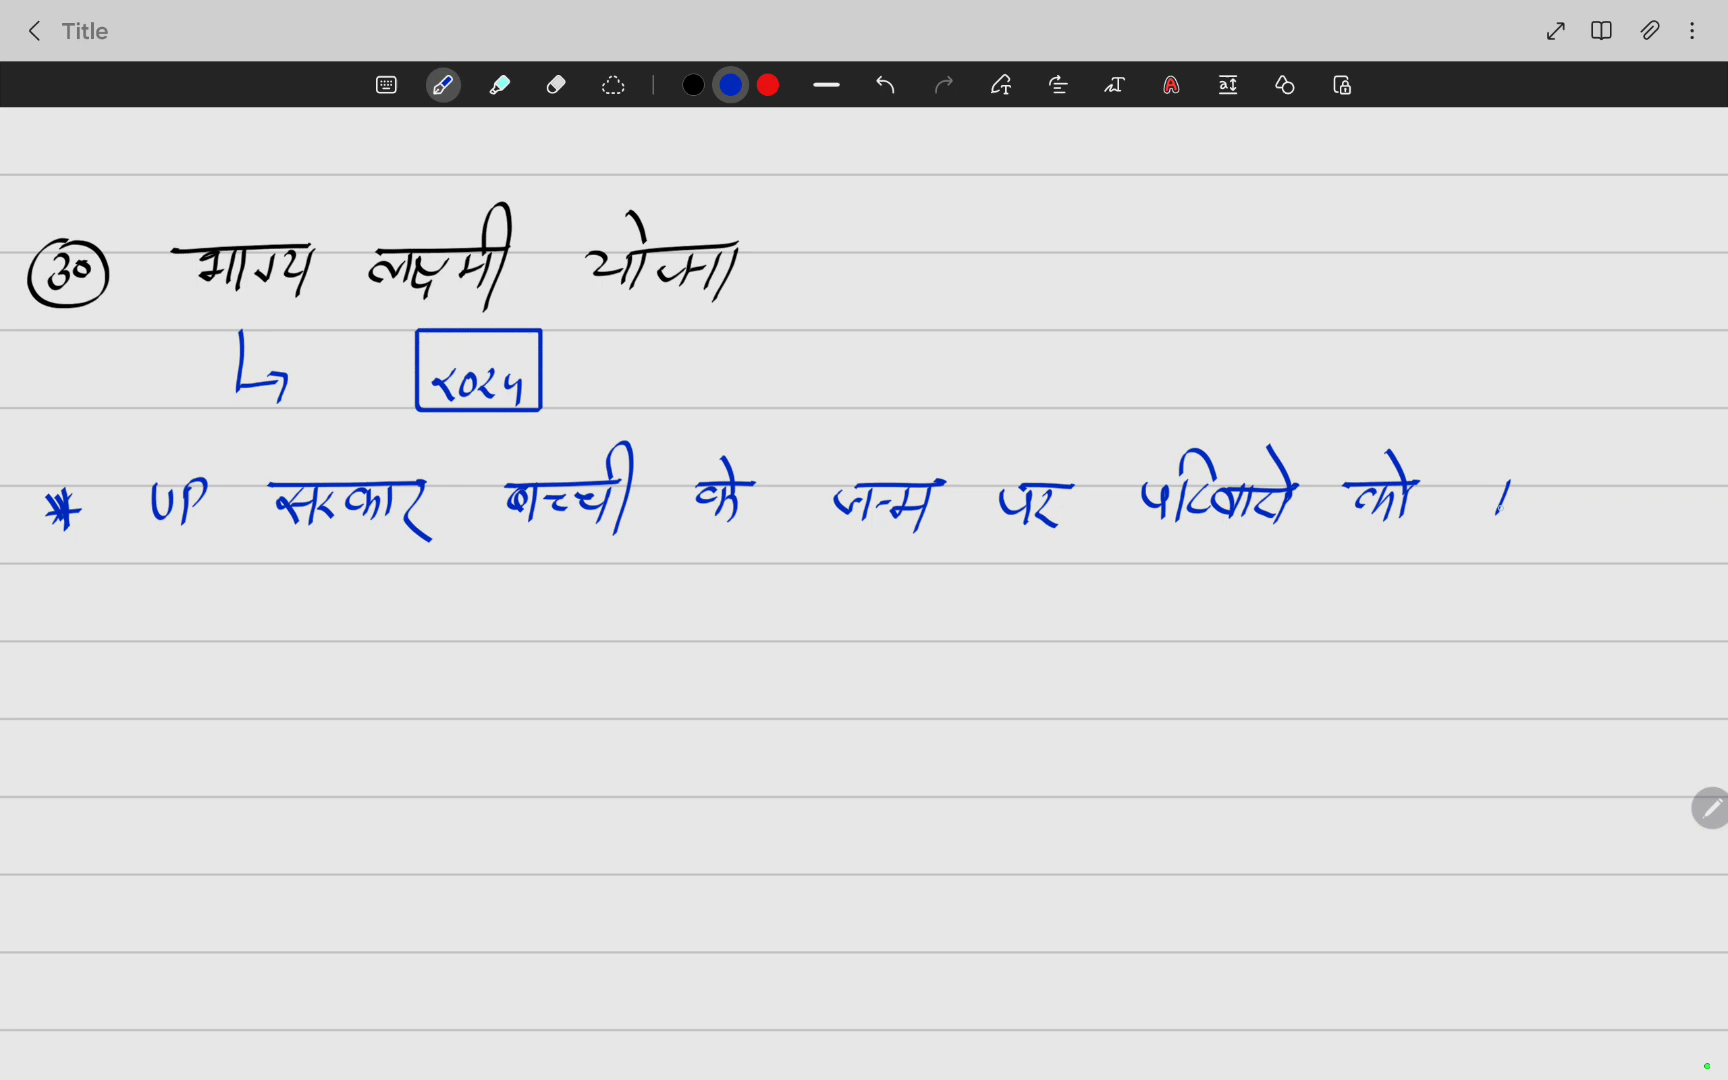 Title
30 भाग्य लक्ष्मी योजना
२०२५
* UP सरकार बच्ची के जन्म पर परिवारो को